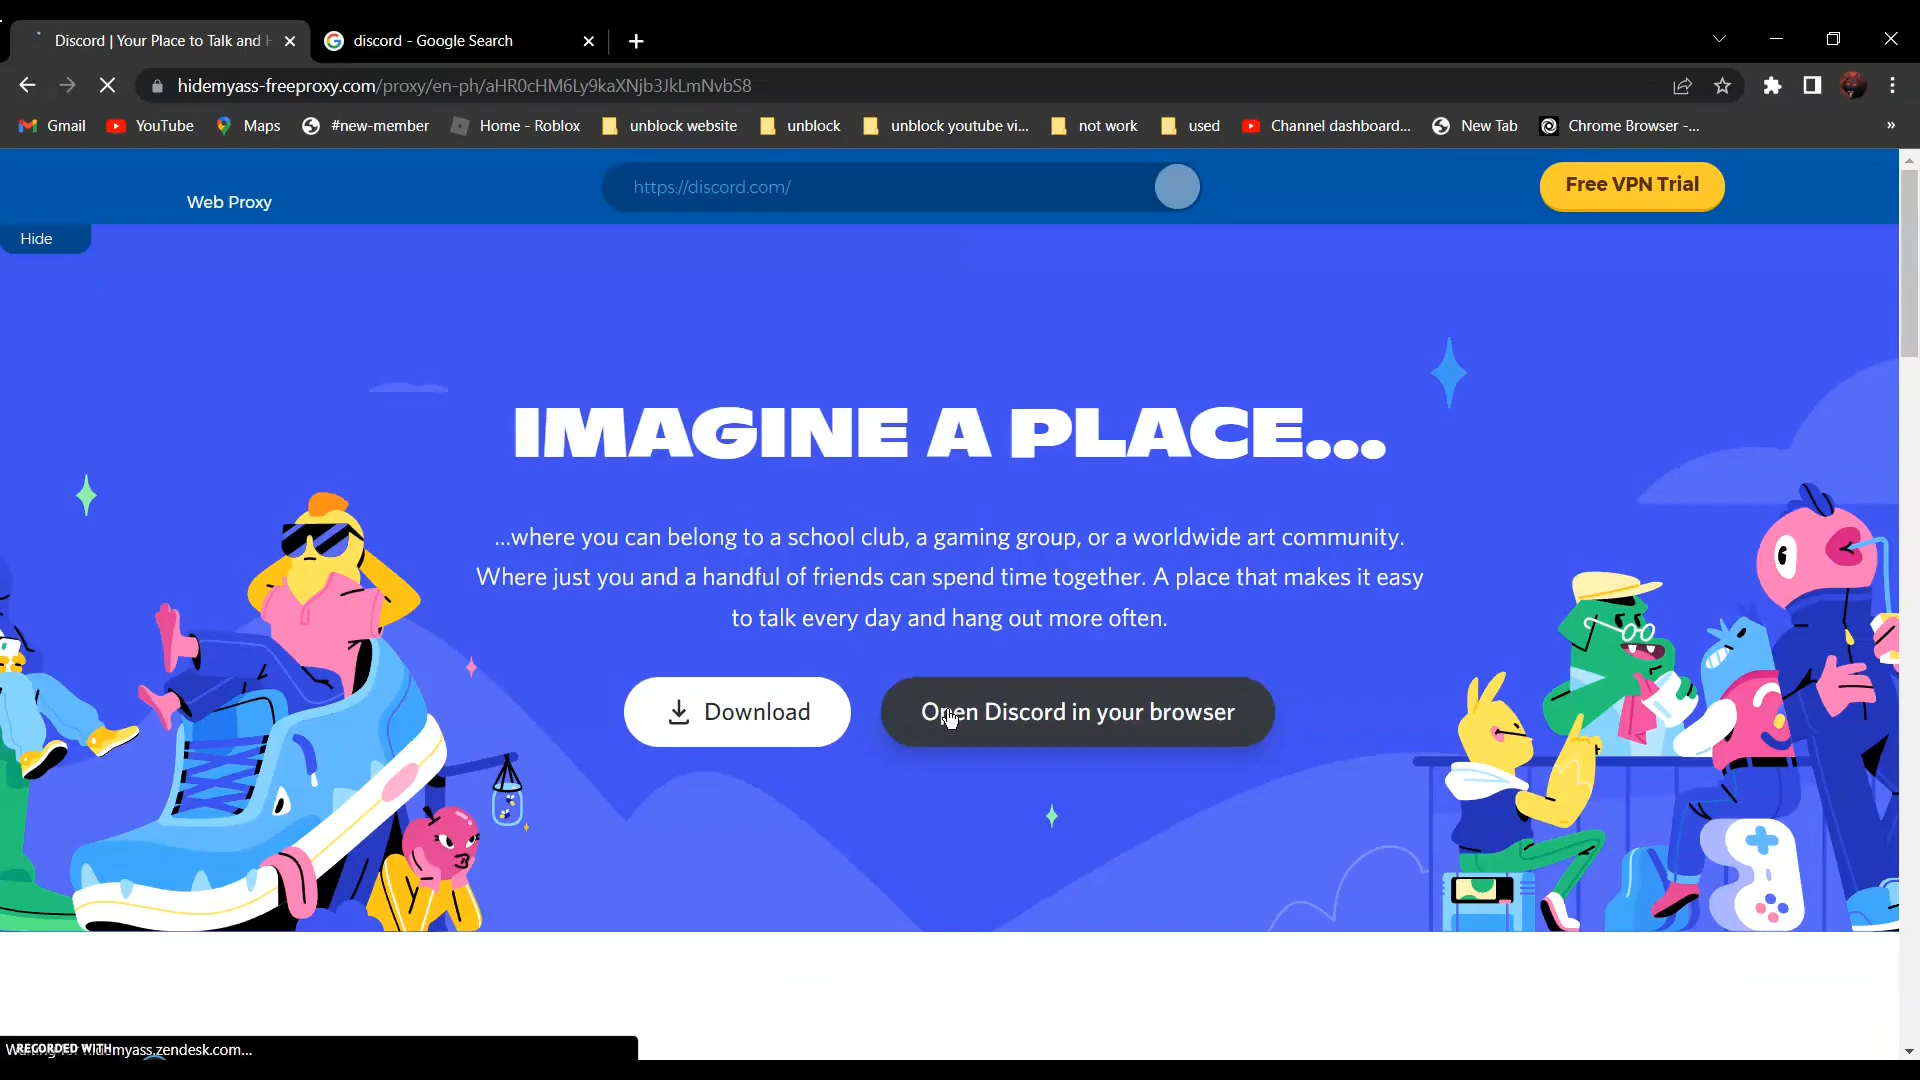 Discord | Your Place to Talk and H
discord - Google Search
hidemyass-freeproxy.com/proxy/en-ph/aHR0cHM6Ly9kaXNjb3JkLmNvbS8
Gmail
YouTube
Maps
#new-member
Home - Roblox
unblock website
unblock
unblock youtube vi...
not work
used
Channel dashboard...
New Tab
Chrome Browser -...
»
Web Proxy
https://discord.com/
Free VPN Trial
Hide
IMAGINE A PLACE...
...where you can belong to a school club, a gaming group, or a worldwide art community.
Where just you and a handful of friends can spend time together. A place that makes it easy
to talk every day and hang out more often.
Download
Open Discord in your browser
RECORDED WITH
Waiting for hidemyass.zendesk.com...